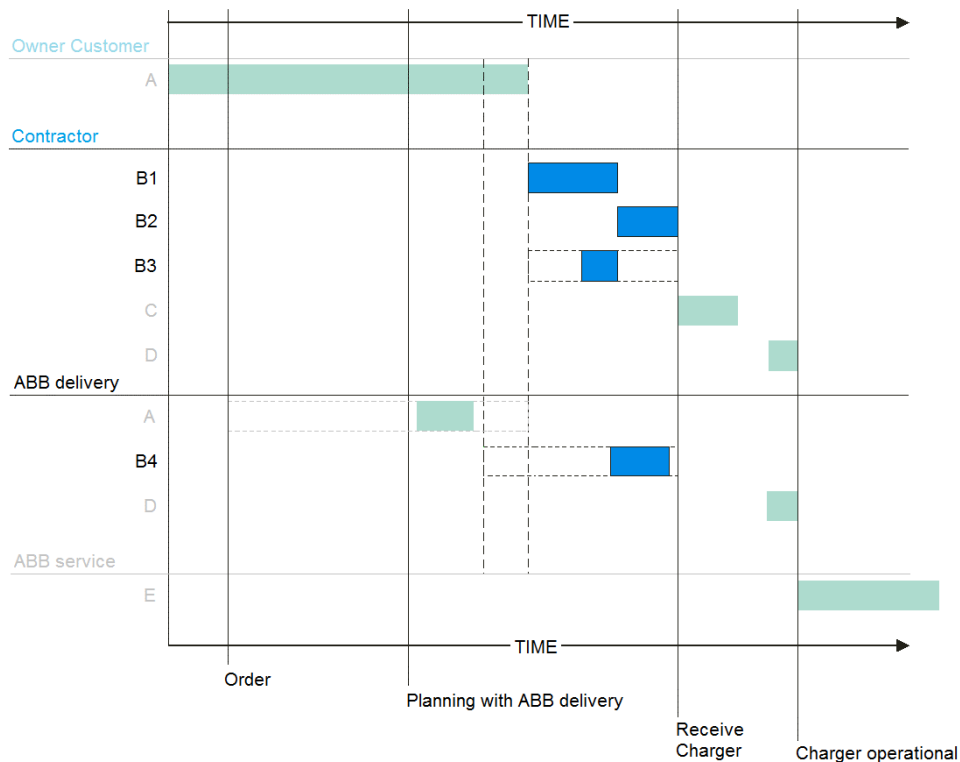 TIME
Owner Customer
A
Contractor
B1
B2
B3
C
D
ABB delivery
A
B4
D
ABB service
E
TIME
Order
Planning with ABB delivery
Receive
Charger
Charger operational